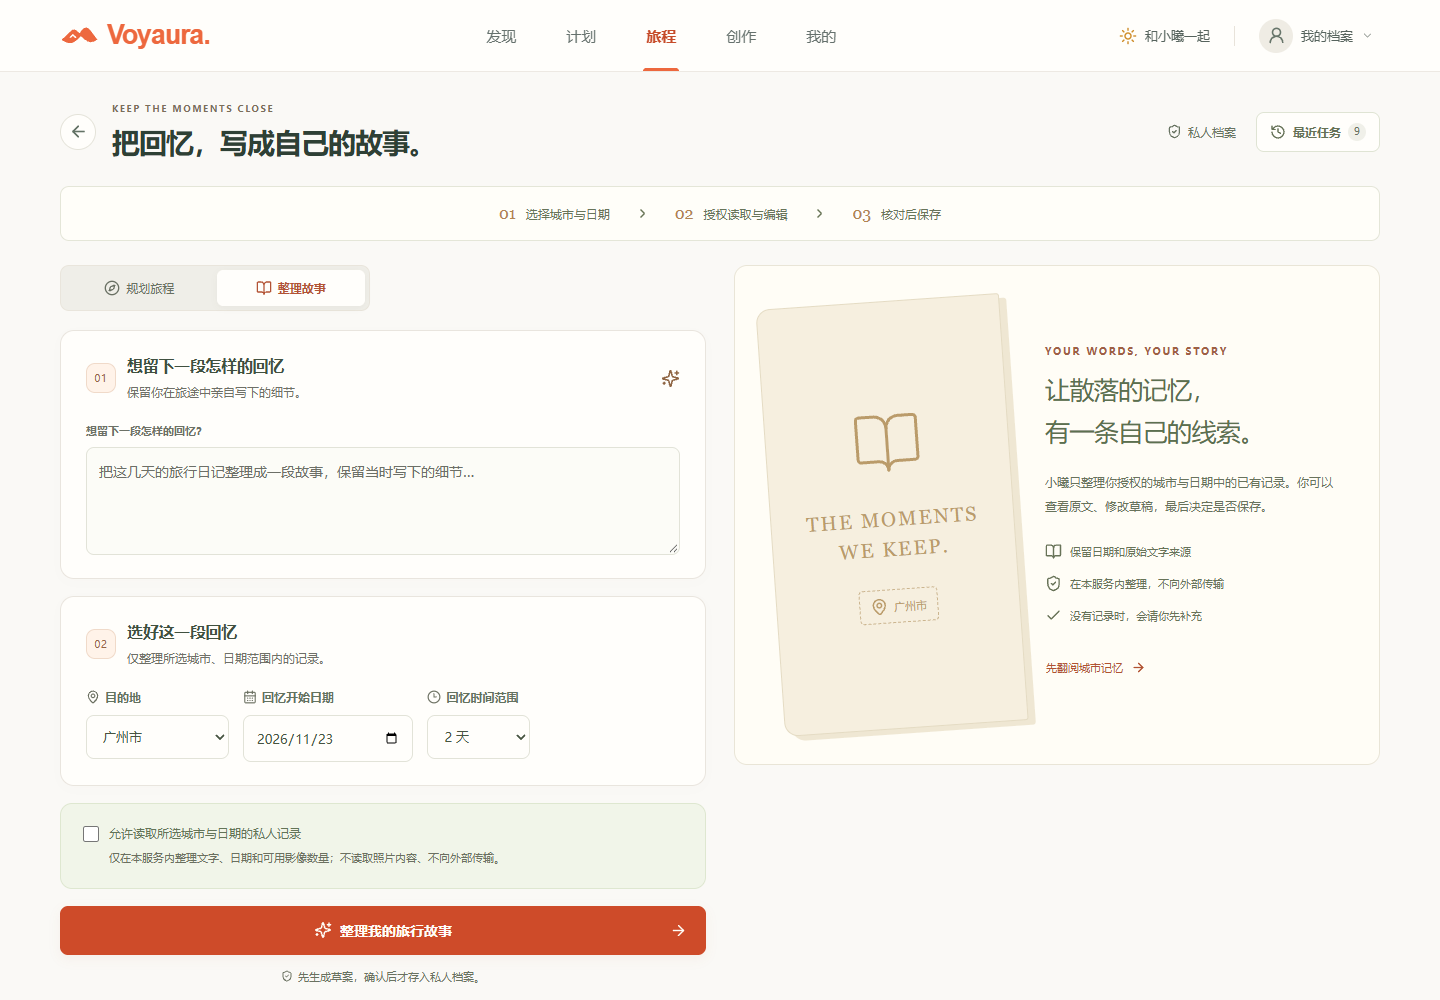 Voyaura.
发现
计划
旅程
创作
我的
和小曦一起
我的档案
KEEP THE MOMENTS CLOSE
把回忆，写成自己的故事。
私人档案
最近任务 9
01 选择城市与日期
02 授权读取与编辑
03 核对后保存
规划旅程
整理故事
01
想留下一段怎样的回忆
保留你在旅途中亲自写下的细节。
想留下一段怎样的回忆?
把这几天的旅行日记整理成一段故事，保留当时写下的细节...
02
选好这一段回忆
仅整理所选城市、日期范围内的记录。
目的地
回忆开始日期
回忆时间范围
广州市
2026/11/23
2 天
允许读取所选城市与日期的私人记录
仅在本服务内整理文字、日期和可用影像数量；不读取照片内容、不向外部传输。
整理我的旅行故事
先生成草案，确认后才存入私人档案。
THE MOMENTS
WE KEEP.
广州市
YOUR WORDS, YOUR STORY
让散落的记忆，
有一条自己的线索。
小曦只整理你授权的城市与日期中的已有记录。你可以
查看原文、修改草稿，最后决定是否保存。
保留日期和原始文字来源
在本服务内整理，不向外部传输
没有记录时，会请你先补充
先翻阅城市记忆